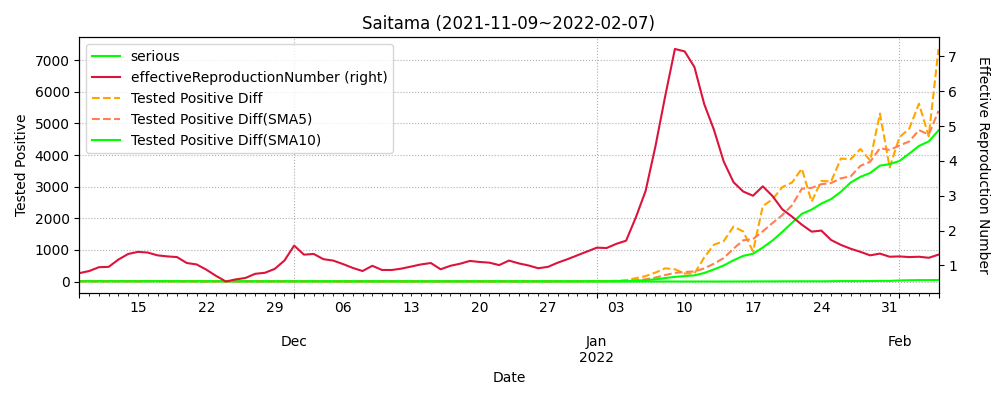 Saitama (2021-11-09~2022-02-07)
serious
effectiveReproductionNumber (right)
Tested Positive Diff
Tested Positive Diff(SMA5)
Tested Positive Diff(SMA10)
7000
6000
5000
4000
3000
2000
1000
0
Tested Positive
7
6
5
4
3
2
1
Effective Reproduction Number
15 22 29 06 13 20 27 03 10 17 24 31
Dec Jan Feb
2022
Date